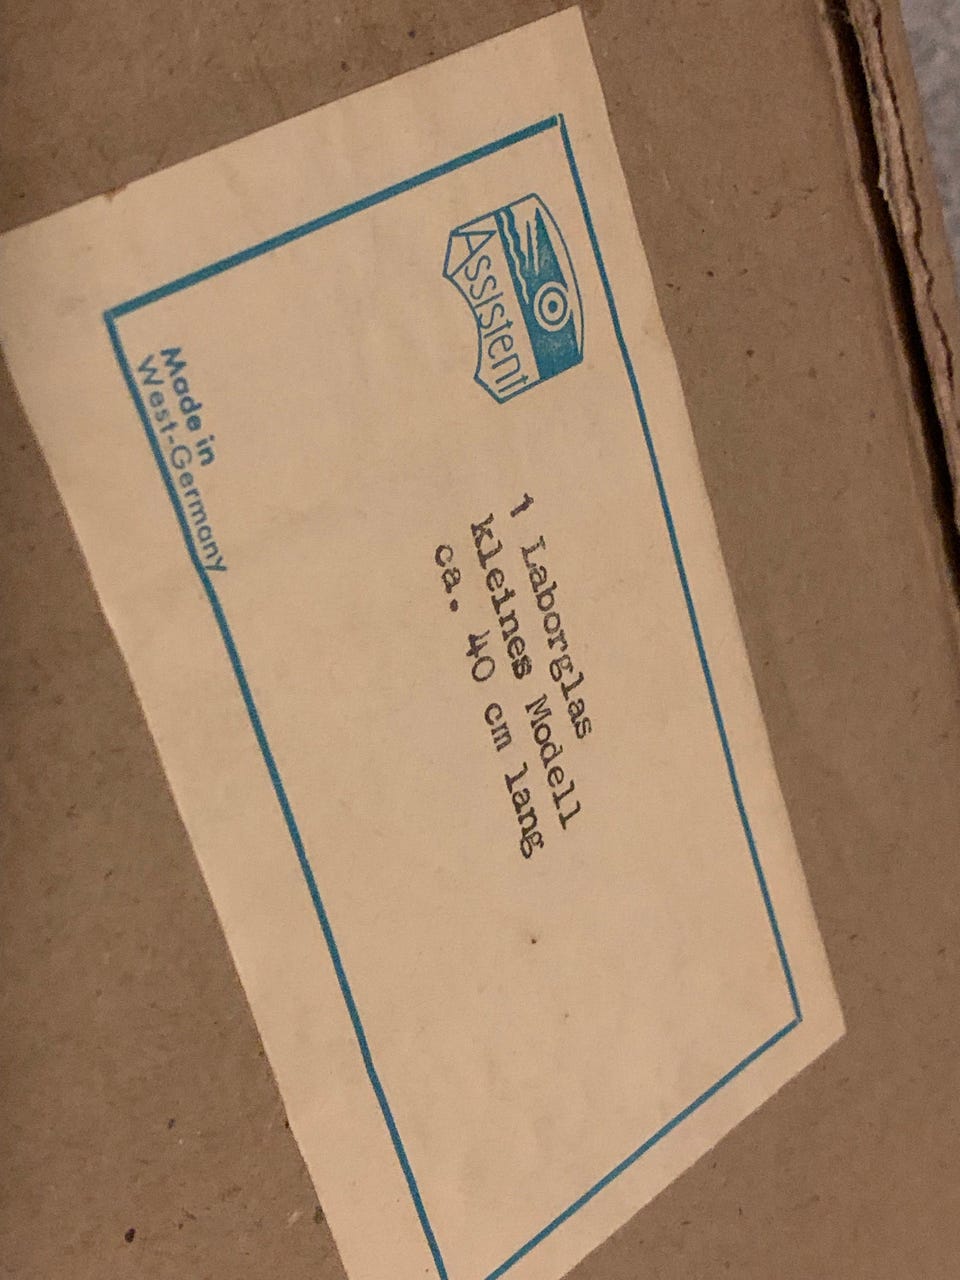 Assistent
1 Laborglas
kleines Modell
ca. 40 cm lang
Made in
West-Germany